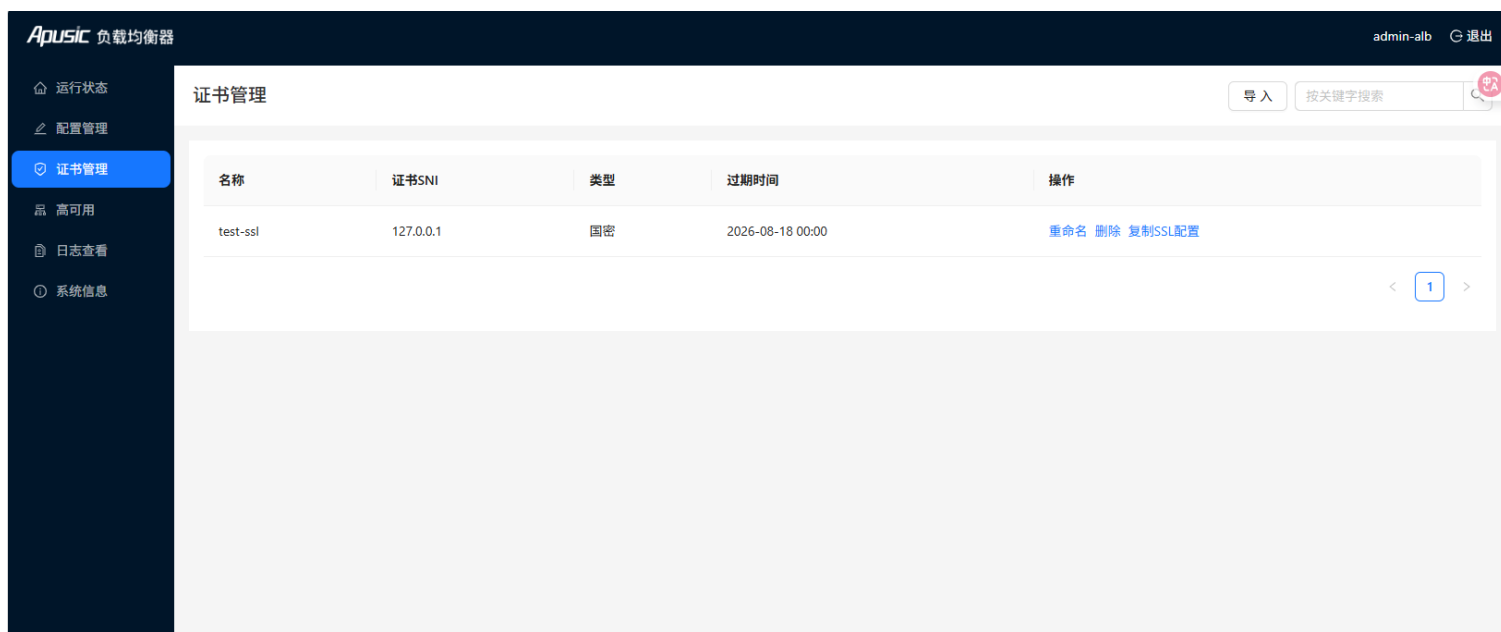 Apusic 负载均衡器
admin-alb 退出
运行状态
配置管理
证书管理
高可用
日志查看
系统信息
证书管理
导入 按关键字搜索
名称 证书SNI 类型 过期时间 操作
test-ssl 127.0.0.1 国密 2026-08-18 00:00 重命名 删除 复制SSL配置
< 1 >